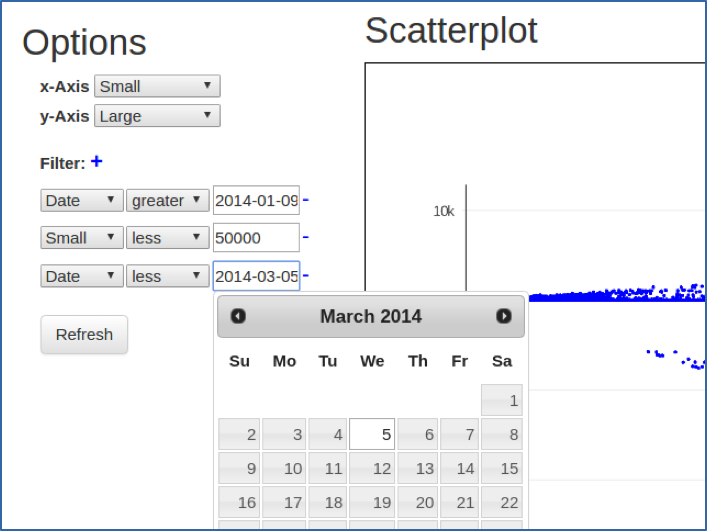 Options
x-Axis Small
y-Axis Large
Filter: +
Date greater 2014-01-09 -
Small less 50000 -
Date less 2014-03-05 -
Refresh
Scatterplot
10k
March 2014
Su Mo Tu We Th Fr Sa
1
2 3 4 5 6 7 8
9 10 11 12 13 14 15
16 17 18 19 20 21 22